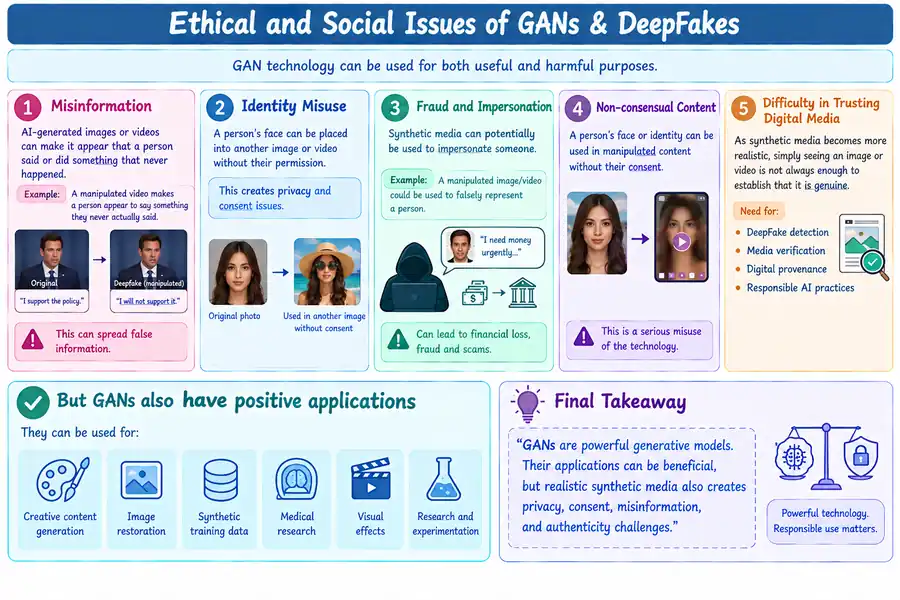 Ethical and Social Issues of GANs & DeepFakes
GAN technology can be used for both useful and harmful purposes.
1 Misinformation
AI-generated images or videos
can make it appear that a person
said or did something that never
happened.
Example: A manipulated video makes
a person appear to say something
they never actually said.
Original
Deepfake (manipulated)
"I support the policy."
"I will not support it."
This can spread false
information.
2 Identity Misuse
A person's face can be placed
into another image or video
without their permission.
This creates privacy and
consent issues.
Original photo
Used in another image
without consent
3 Fraud and Impersonation
Synthetic media can potentially
be used to impersonate someone.
Example: A manipulated image/video
could be used to falsely represent
a person.
"I need money
urgently..."
$
Can lead to financial loss,
fraud and scams.
4 Non-consensual Content
A person's face or identity can be
used in manipulated content
without their consent.
This is a serious misuse
of the technology.
5 Difficulty in Trusting
Digital Media
As synthetic media becomes more
realistic, simply seeing an image or
video is not always enough to
establish that it is genuine.
Need for:
• DeepFake detection
• Media verification
• Digital provenance
• Responsible AI practices
But GANs also have positive applications
They can be used for:
Creative content
generation
Image
restoration
Synthetic
training data
Medical
research
Visual
effects
Research and
experimentation
Final Takeaway
"GANs are powerful generative models.
Their applications can be beneficial,
but realistic synthetic media also creates
privacy, consent, misinformation,
and authenticity challenges."
Powerful technology.
Responsible use matters.